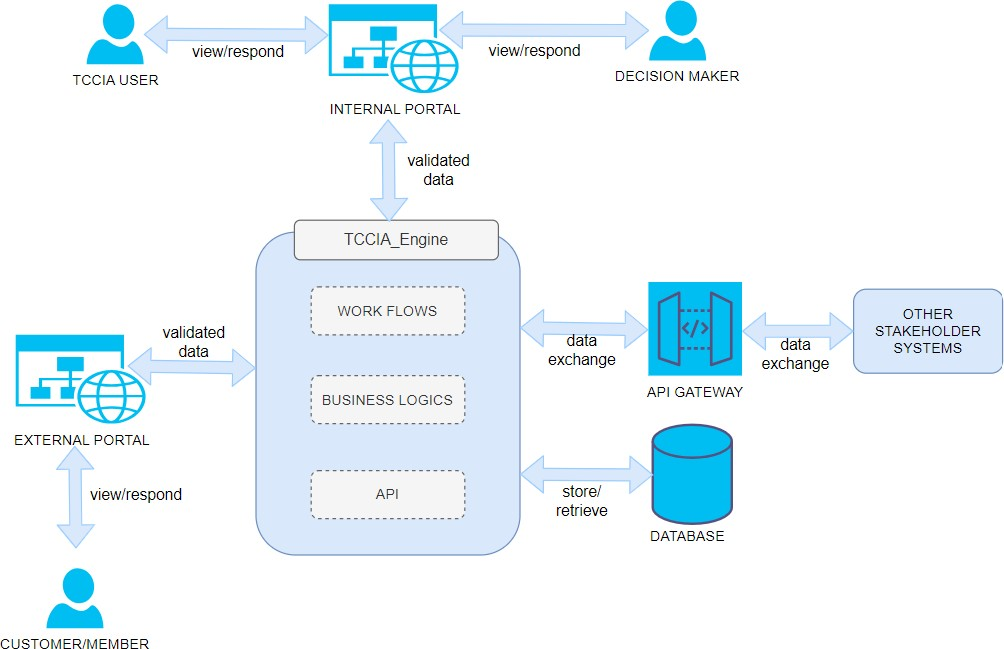 view/respond
view/respond
TCCIA USER
DECISION MAKER
INTERNAL PORTAL
validated
data
TCCIA_Engine
WORK FLOWS
BUSINESS LOGICS
API
validated
data
EXTERNAL PORTAL
view/respond
CUSTOMER/MEMBER
data
exchange
</>
API GATEWAY
data
exchange
OTHER
STAKEHOLDER
SYSTEMS
store/
retrieve
DATABASE